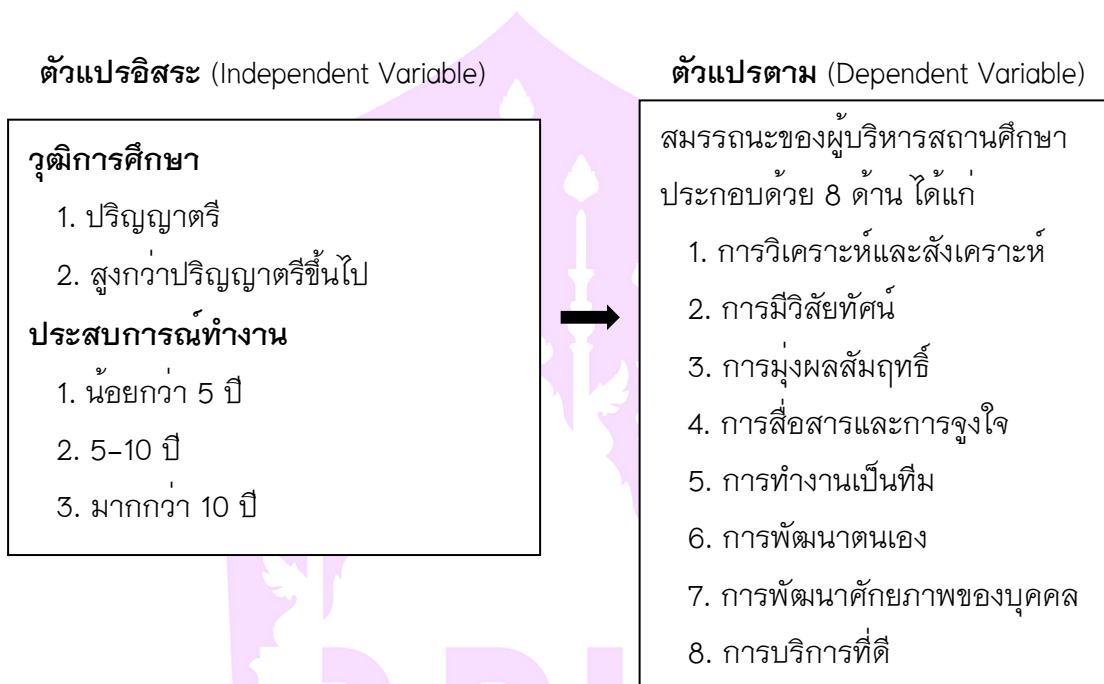 ตัวแปรอิสระ (Independent Variable)
วุฒิการศึกษา
1. ปริญญาตรี
2. สูงกว่าปริญญาตรีขึ้นไป
ประสบการณ์ทำงาน
1. น้อยกว่า 5 ปี
2. 5–10 ปี
3. มากกว่า 10 ปี
ตัวแปรตาม (Dependent Variable)
สมรรถนะของผู้บริหารสถานศึกษา
ประกอบด้วย 8 ด้าน ได้แก่
1. การวิเคราะห์และสังเคราะห์
2. การมีวิสัยทัศน์
3. การมุ่งผลสัมฤทธิ์
4. การสื่อสารและการจูงใจ
5. การทำงานเป็นทีม
6. การพัฒนาตนเอง
7. การพัฒนาศักยภาพของบุคคล
8. การบริการที่ดี